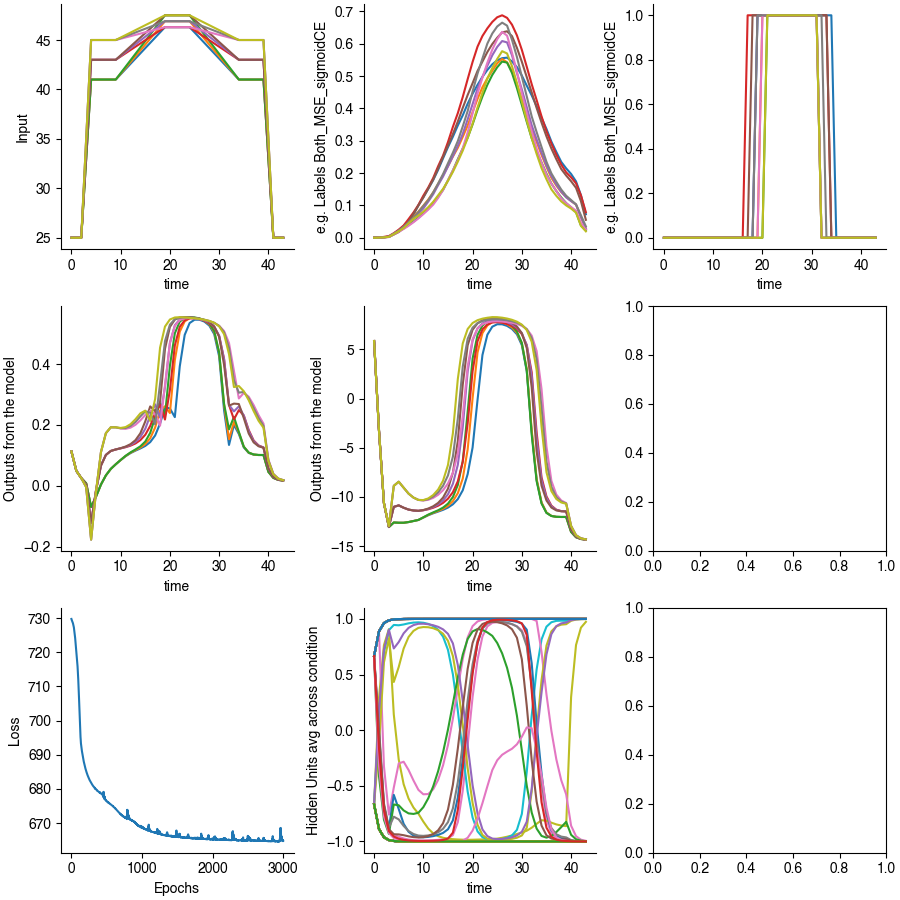 Input
45
40
35
30
25
0 10 20 30 40
time
e.g. Labels Both_MSE_sigmoidCE
0.7
0.6
0.5
0.4
0.3
0.2
0.1
0.0
0 10 20 30 40
time
e.g. Labels Both_MSE_sigmoidCE
1.0
0.8
0.6
0.4
0.2
0.0
0 20 40
time
Outputs from the model
0.4
0.2
0.0
−0.2
0 10 20 30 40
time
Outputs from the model
5
0
−5
−10
−15
0 10 20 30 40
time
1.0
0.8
0.6
0.4
0.2
0.0
0.0 0.2 0.4 0.6 0.8 1.0
Loss
730
720
710
700
690
680
670
0 1000 2000 3000
Epochs
Hidden Units avg across condition
1.0
0.5
0.0
−0.5
−1.0
0 10 20 30 40
time
1.0
0.8
0.6
0.4
0.2
0.0
0.0 0.2 0.4 0.6 0.8 1.0